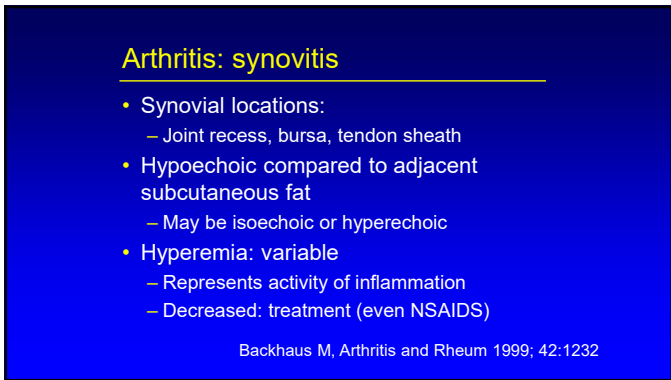 Arthritis: synovitis
• Synovial locations:
– Joint recess, bursa, tendon sheath
• Hypoechoic compared to adjacent
subcutaneous fat
– May be isoechoic or hyperechoic
• Hyperemia: variable
– Represents activity of inflammation
– Decreased: treatment (even NSAIDS)
Backhaus M, Arthritis and Rheum 1999; 42:1232